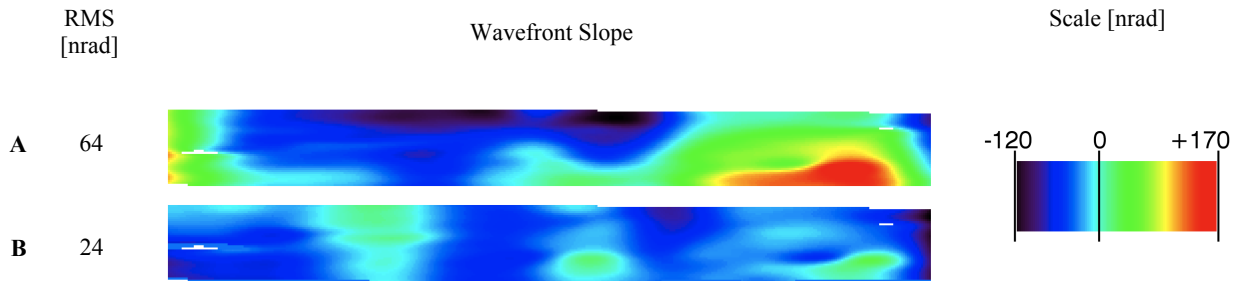 RMS
[nrad]
Wavefront Slope
Scale [nrad]
A
64
-120 0 +170
B
24